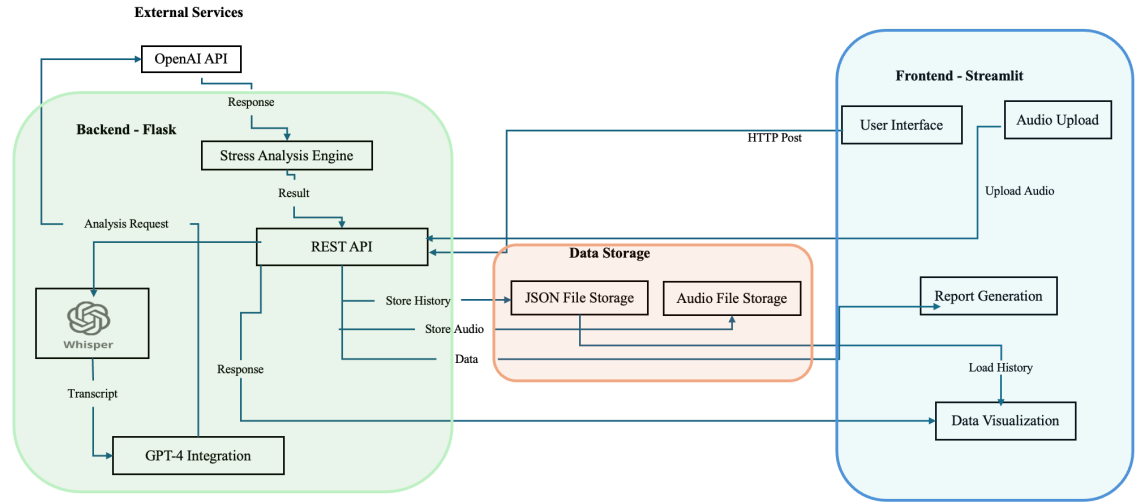 External Services
OpenAI API
Frontend - Streamlit
Response
Backend - Flask
User Interface
Audio Upload
HTTP Post
Stress Analysis Engine
Result
Upload Audio
Analysis Request
REST API
Data Storage
JSON File Storage
Audio File Storage
Report Generation
Store History
Store Audio
Whisper
Data
Response
Load History
Transcript
Data Visualization
GPT-4 Integration